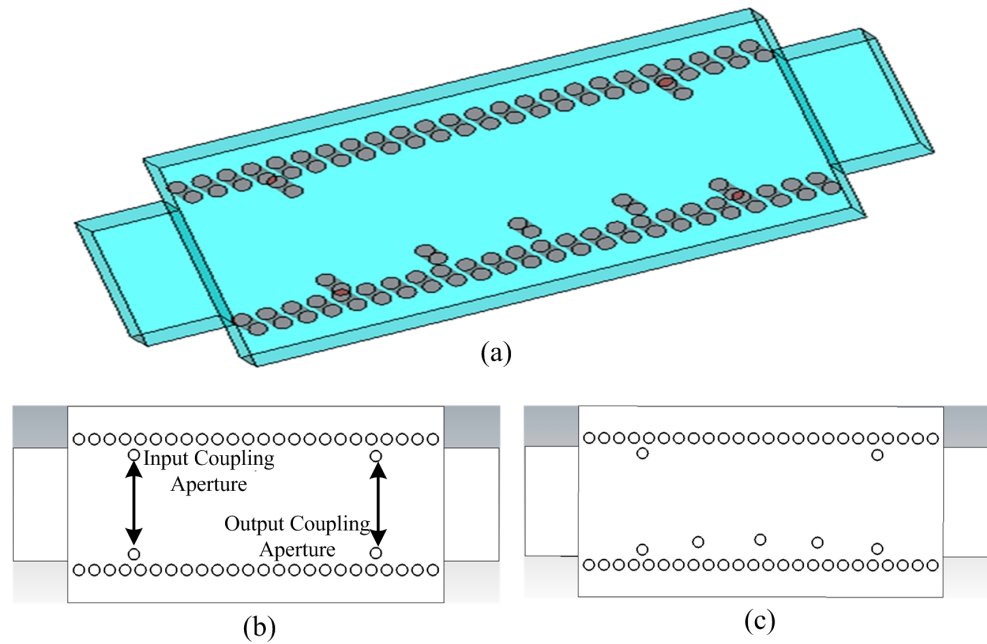 (a)
Input Coupling
Aperture
Output Coupling
Aperture
(b)
(c)